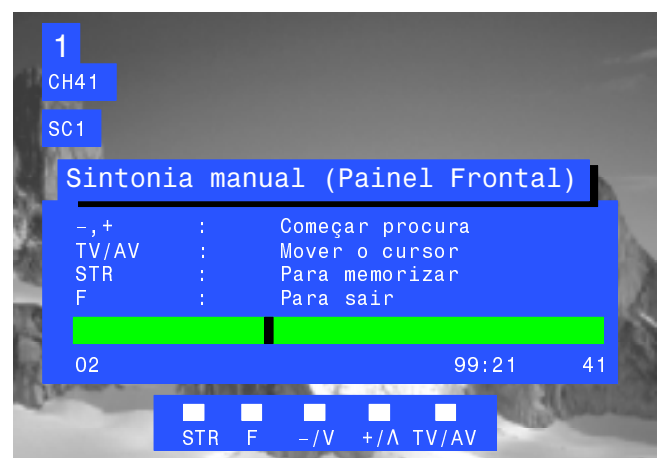 1
CH41
SC1
Sintonia manual (Painel Frontal)
–,+ : Começar procura
TV/AV : Mover o cursor
STR : Para memorizar
F : Para sair
02 99:21 41
STR F –/V +/Λ TV/AV